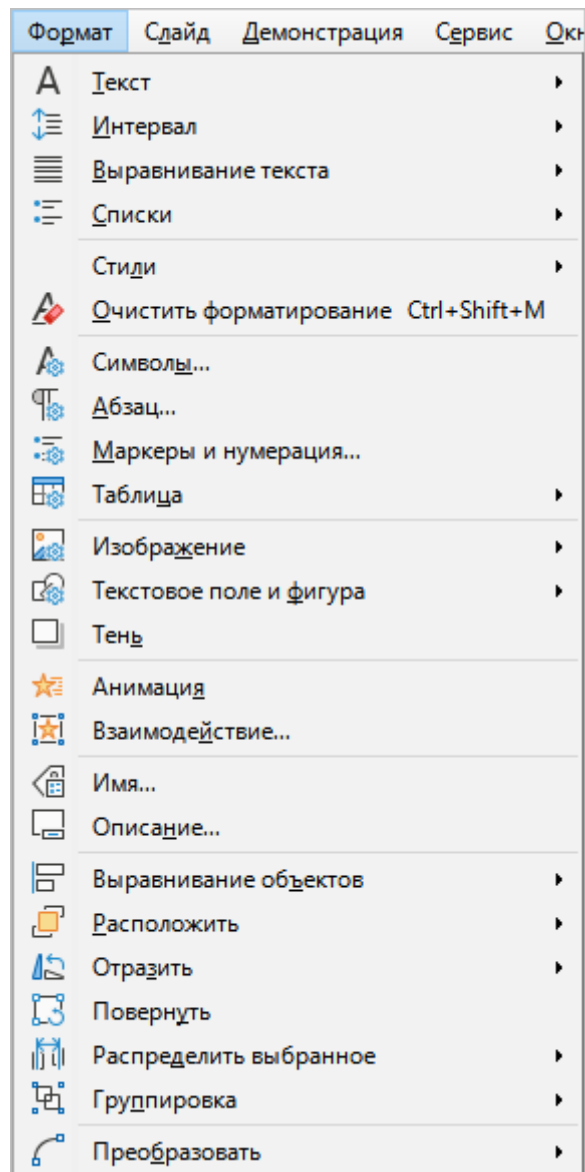 Формат Слайд Демонстрация Сервис
Текст
Интервал
Выравнивание текста
Списки
Стили
Очистить форматирование Ctrl+Shift+M
Символы...
Абзац...
Маркеры и нумерация...
Таблица
Изображение
Текстовое поле и фигура
Тень
Анимация
Взаимодействие...
Имя...
Описание...
Выравнивание объектов
Расположить
Отразить
Повернуть
Распределить выбранное
Группировка
Преобразовать